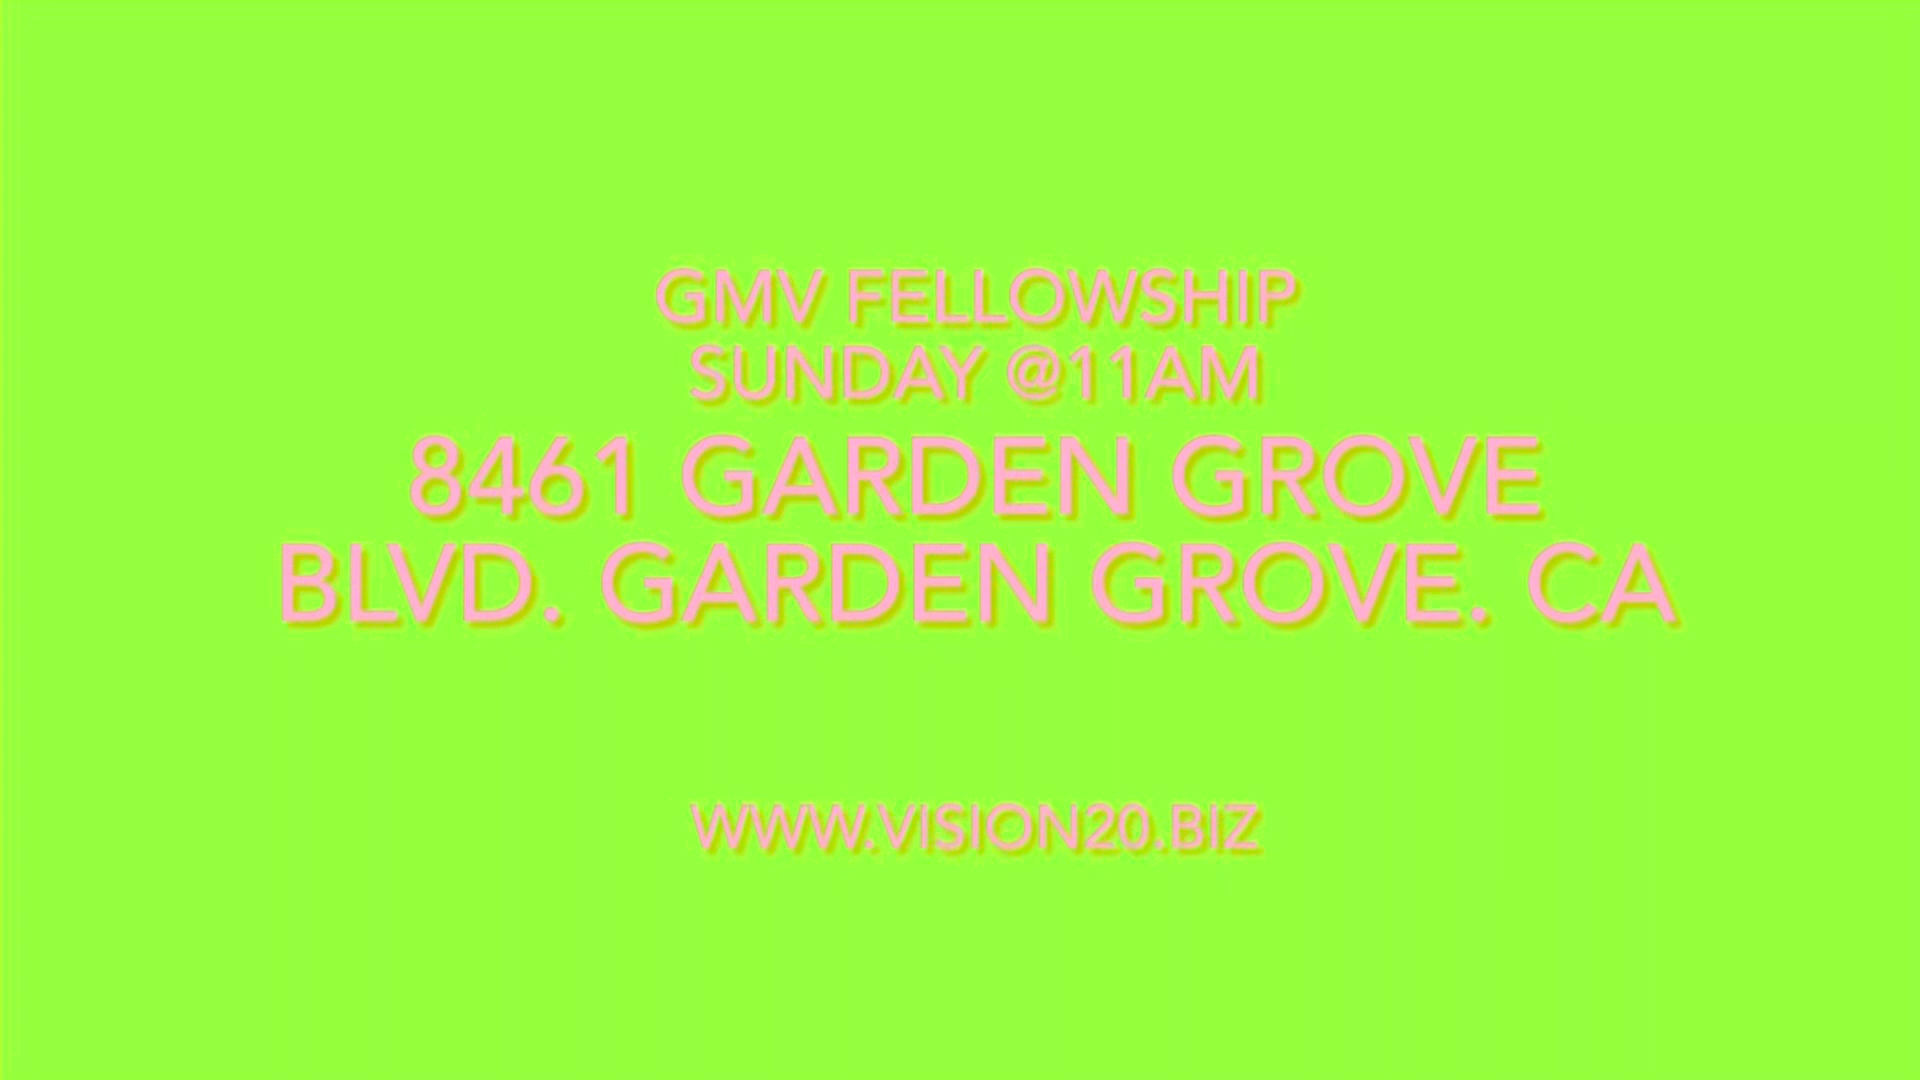 GMV FELLOWSHIP
SUNDAY @11AM
8461 GARDEN GROVE
BLVD. GARDEN GROVE. CA
WWW.VISION20.BIZ